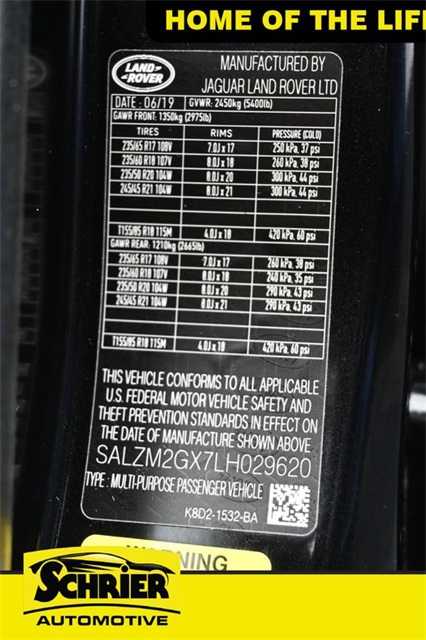 HOME OF THE LIF
LAND
ROVER
MANUFACTURED BY
JAGUAR LAND ROVER LTD
DATE : 06/19 GVWR: 2450kg (5400lb)
GAWR FRONT: 1350kg (2975lb)
TIRES RIMS PRESSURE (COLD)
235/65 R17 108V 7.0J x 17 250 kPa, 37 psi
235/60 R18 107V 8.0J x 18 260 kPa, 38 psi
235/50 R20 104W 8.0J x 20 300 kPa, 44 psi
245/45 R21 104W 8.0J x 21 300 kPa, 44 psi
T155/85 R18 115M 4.0J x 18 420 kPa, 60 psi
GAWR REAR: 1210kg (2665lb)
235/65 R17 108V 7.0J x 17 260 kPa, 38 psi
235/60 R18 107V 8.0J x 18 240 kPa, 35 psi
235/50 R20 104W 8.0J x 20 290 kPa, 43 psi
245/45 R21 104W 8.0J x 21 290 kPa, 43 psi
T155/85 R18 115M 4.0J x 18 420 kPa, 60 psi
THIS VEHICLE CONFORMS TO ALL APPLICABLE
U.S. FEDERAL MOTOR VEHICLE SAFETY AND
THEFT PREVENTION STANDARDS IN EFFECT ON
THE DATE OF MANUFACTURE SHOWN ABOVE
SALZM2GX7LH029620
TYPE : MULTI-PURPOSE PASSENGER VEHICLE
K8D2-1532-BA
WARNING
SCHRIER
AUTOMOTIVE